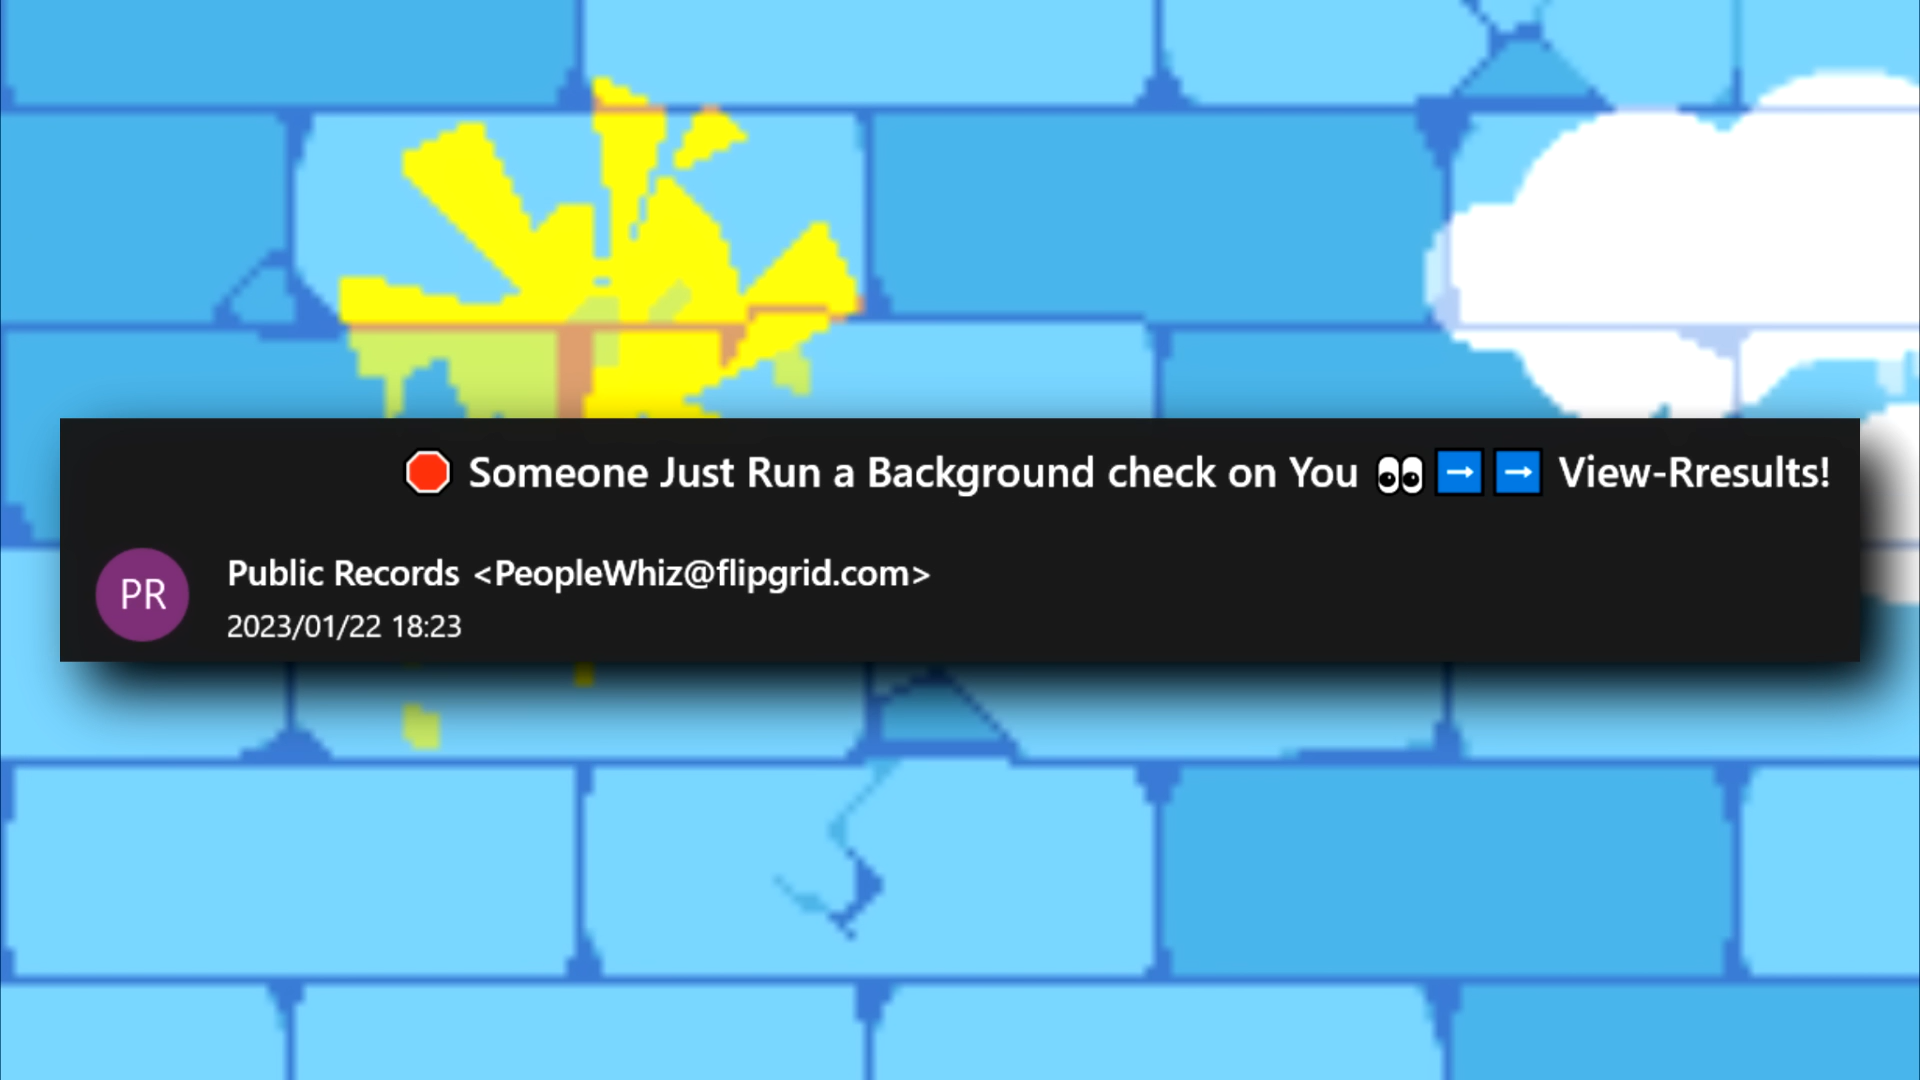 🛑 Someone Just Run a Background check on You 👀➡️➡️ View-Rresults!
PR
Public Records <PeopleWhiz@flipgrid.com>
2023/01/22 18:23